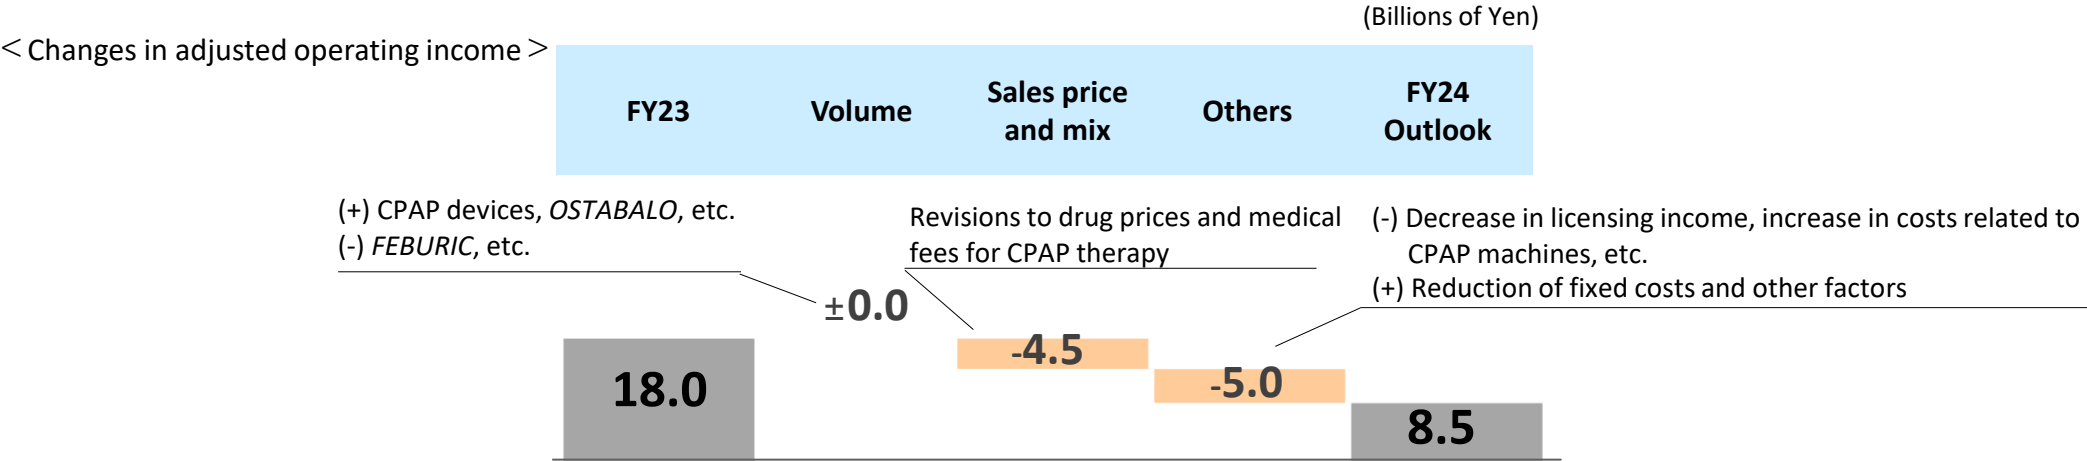 (Billions of Yen)
< Changes in adjusted operating income >
FY23
Volume
Sales price
and mix
Others
FY24
Outlook
(+) CPAP devices, OSTABALO, etc.
(-) FEBURIC, etc.
Revisions to drug prices and medical
fees for CPAP therapy
(-) Decrease in licensing income, increase in costs related to
CPAP machines, etc.
(+) Reduction of fixed costs and other factors
±0.0
18.0
-4.5
-5.0
8.5